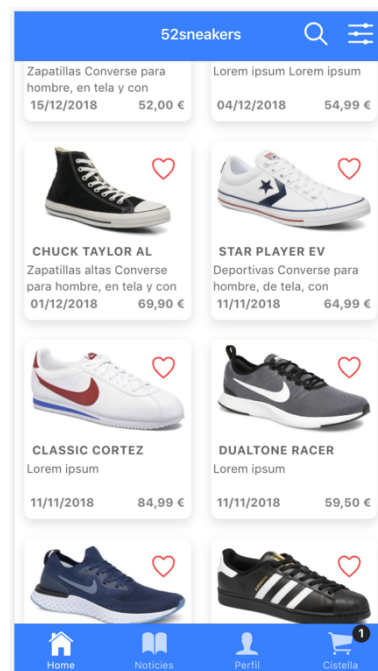 52sneakers
Zapatillas Converse para
hombre, en tela y con
15/12/2018 52,00 €
Lorem ipsum Lorem ipsum
04/12/2018 54,99 €
CHUCK TAYLOR AL
Zapatillas altas Converse
para hombre, en tela y con
01/12/2018 69,90 €
STAR PLAYER EV
Deportivas Converse para
hombre, de tela, con
11/11/2018 64,99 €
CLASSIC CORTEZ
Lorem ipsum
11/11/2018 84,99 €
DUALTONE RACER
Lorem ipsum
11/11/2018 59,50 €
Home
Noticies
Perfil
1
Cistella